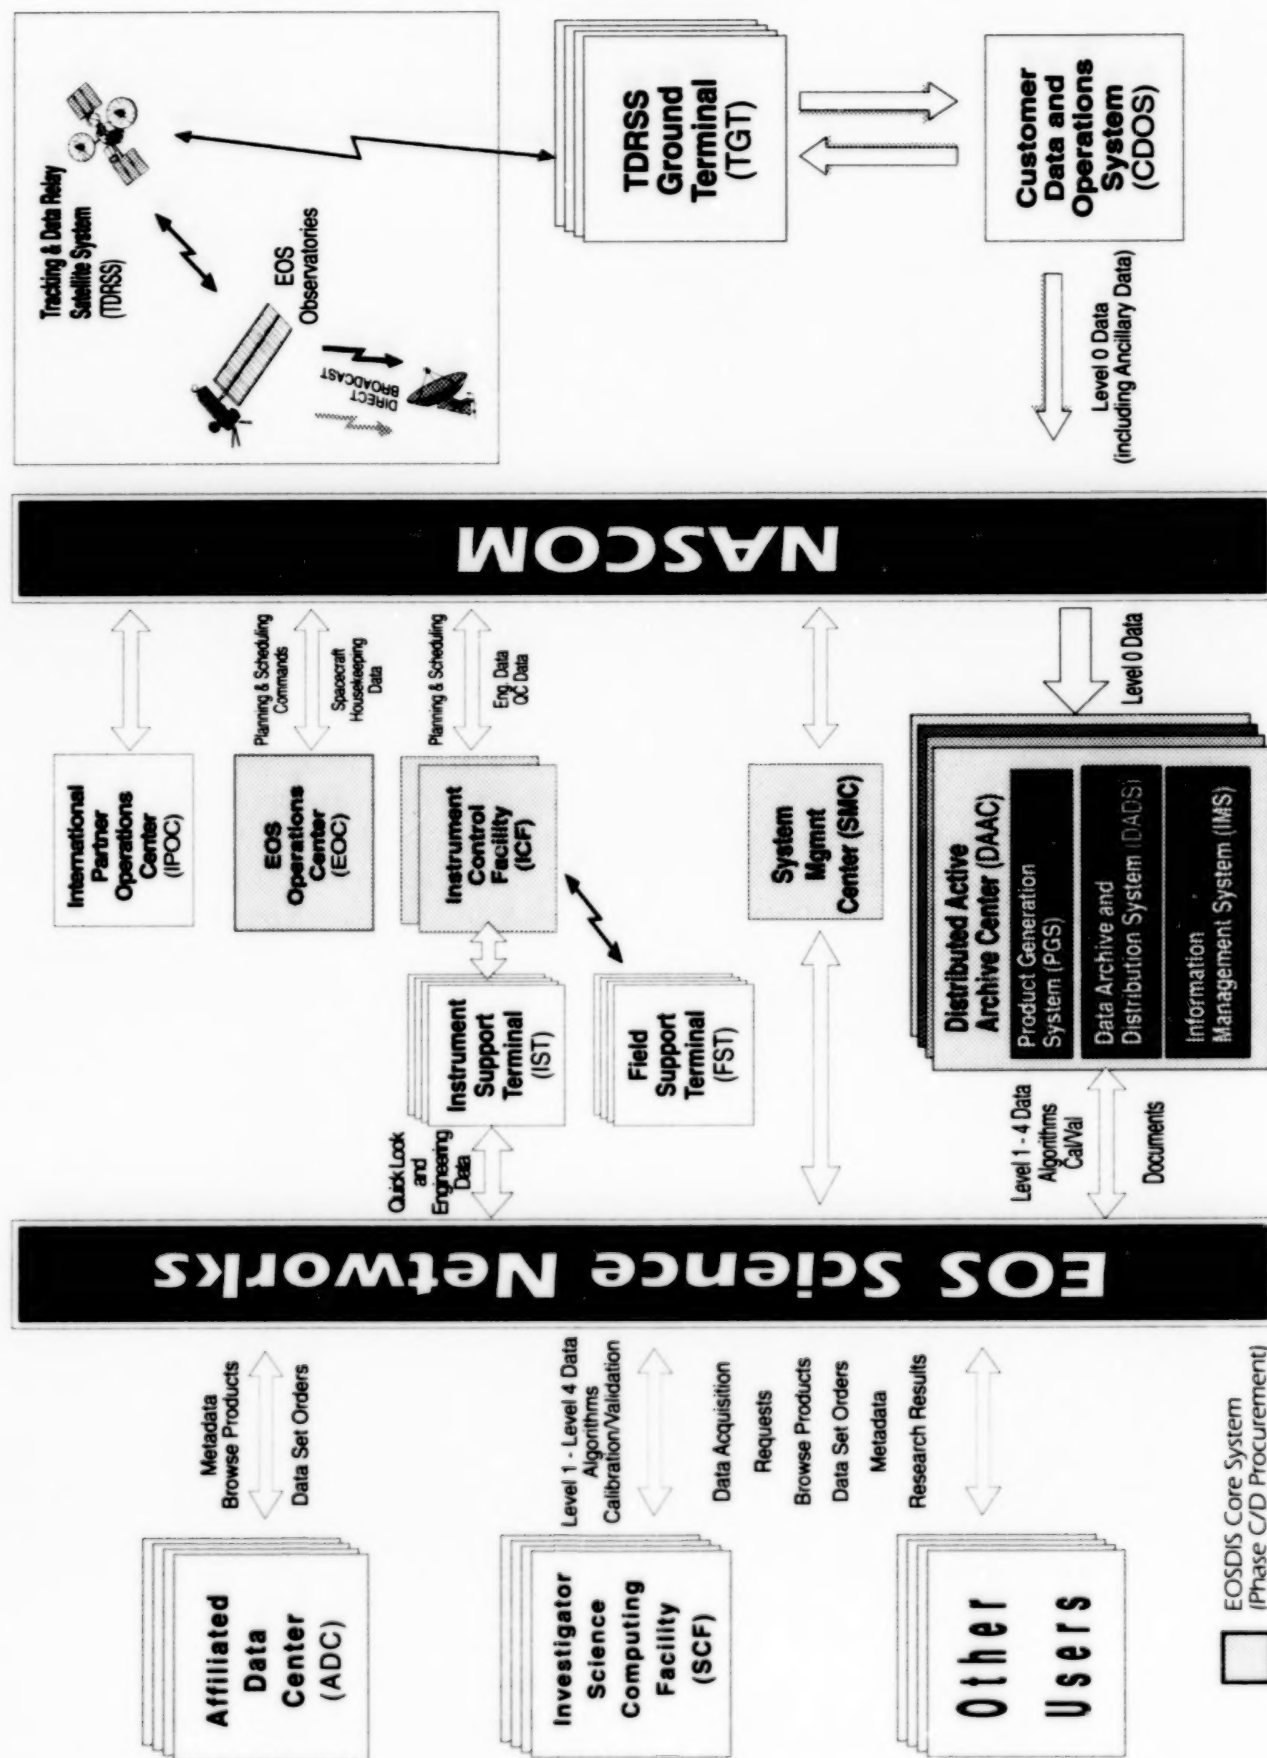 Affiliated
Data
Center
(ADC)
Metadata
Browse Products
Data Set Orders
Investigator
Science
Computing
Facility
(SCF)
Level 1 - Level 4 Data
Algorithms
Calibration/Validation
Data Acquisition
Requests
Browse Products
Data Set Orders
Metadata
Research Results
Other
Users
EOSDIS Core System
(Phase C/D Procurement)
EOS Science Networks
Quick Look
and
Engineering
Data
Instrument
Support
Terminal
(IST)
Field
Support
Terminal
(FST)
Level 1 - 4 Data
Algorithms
Cal/Val
Documents
International
Partner
Operations
Center
(IPOC)
EOS
Operations
Center
(EOC)
Planning & Scheduling
Commands
Spacecraft
Housekeeping
Data
Instrument
Control
Facility
(ICF)
Planning & Scheduling
Eng. Data
QC Data
System
Mgmnt
Center (SMC)
Distributed Active
Archive Center (DAAC)
Product Generation
System (PGS)
Data Archive and
Distribution System (DADS)
Information
Management System (IMS)
Level 0 Data
NASCOM
Tracking & Data Relay
Satellite System
(TDRSS)
EOS
Observatories
DIRECT
BROADCAST
TDRSS
Ground
Terminal
(TGT)
Customer
Data and
Operations
System
(CDOS)
Level 0 Data
(including Ancillary Data)